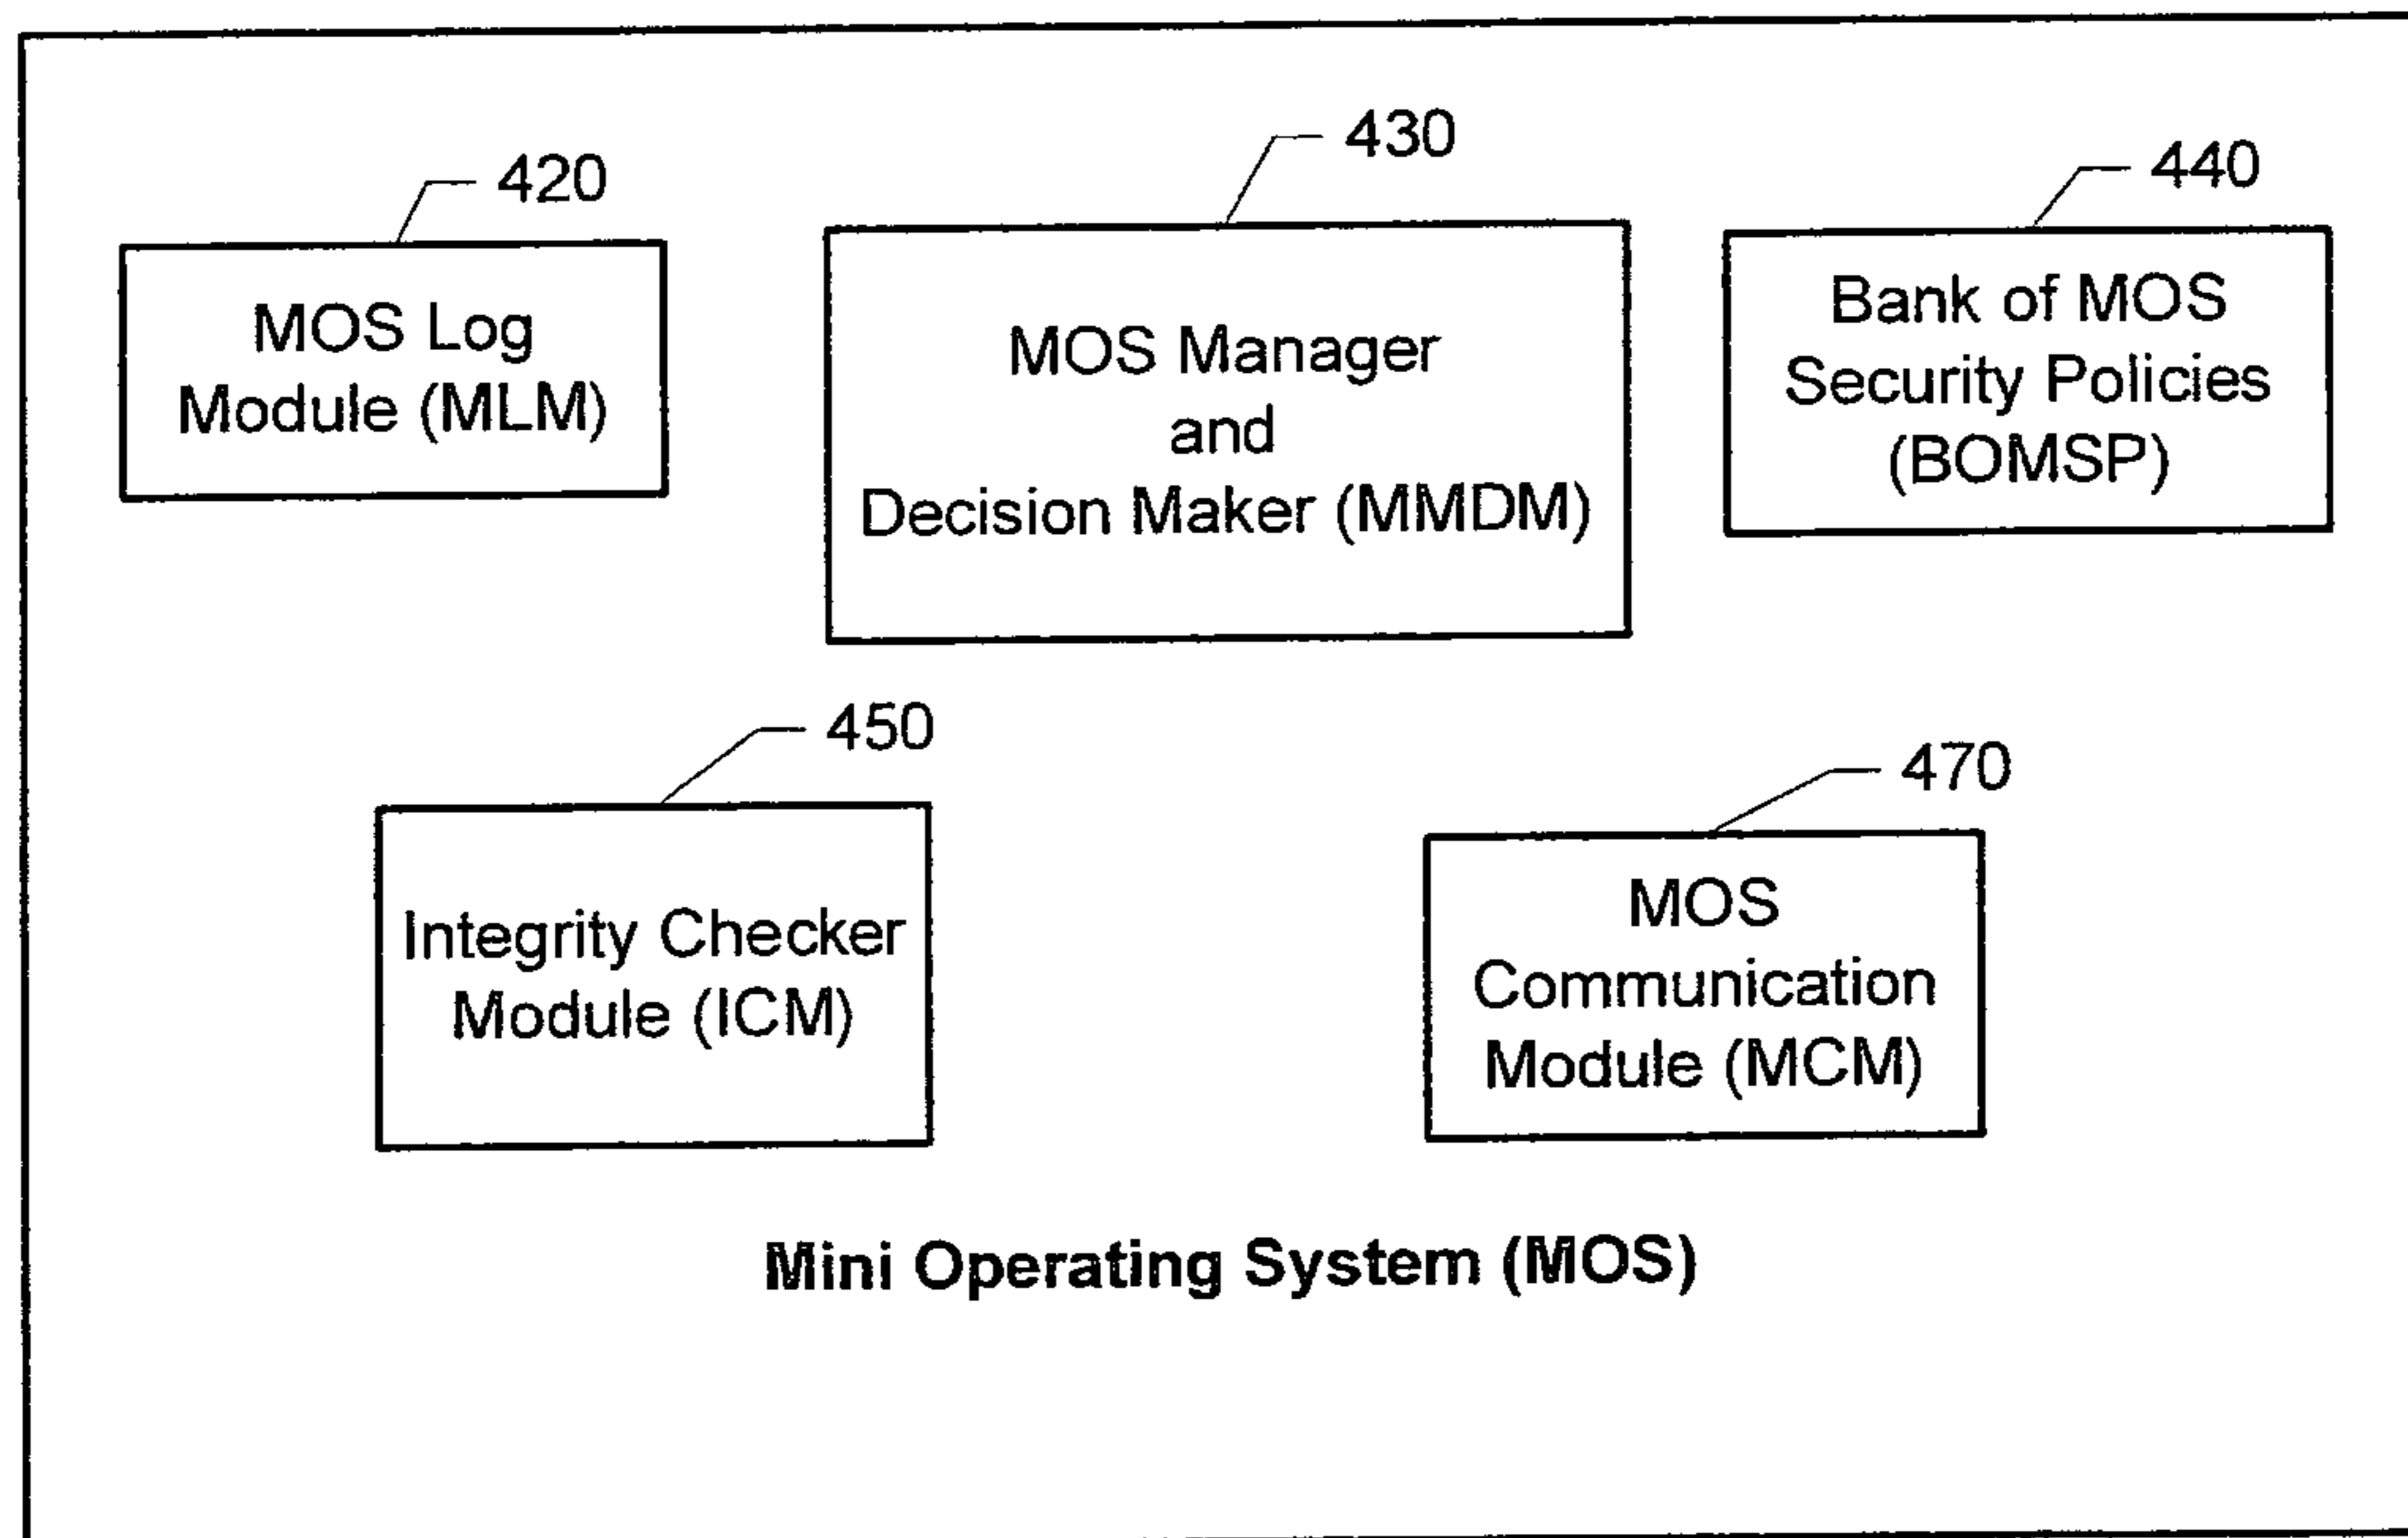 420
430
440
MOS Log
Module (MLM)
MOS Manager
and
Decision Maker (MMDM)
Bank of MOS
Security Policies
(BOMSP)
450
470
Integrity Checker
Module (ICM)
MOS
Communication
Module (MCM)
Mini Operating System (MOS)